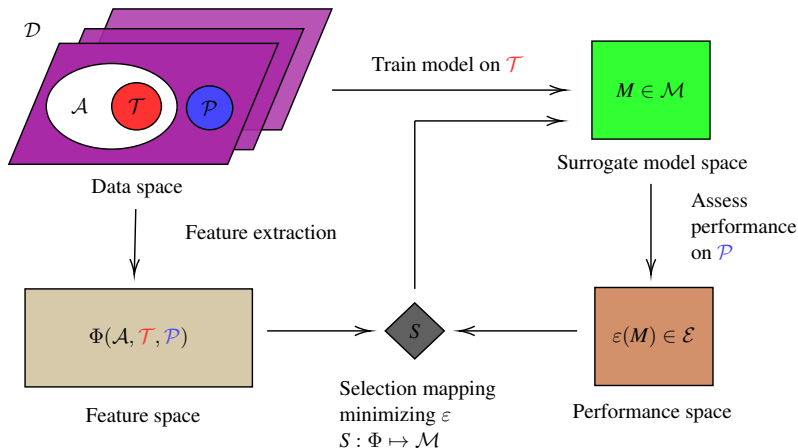 𝒟
Train model on 𝒯
𝒜
𝒯
𝒫
M ∈ ℳ
Data space
Surrogate model space
Feature extraction
Assess
performance
on 𝒫
Φ(𝒜, 𝒯, 𝒫)
S
ε(M) ∈ ℰ
Feature space
Selection mapping
minimizing ε
S : Φ ↦ ℳ
Performance space